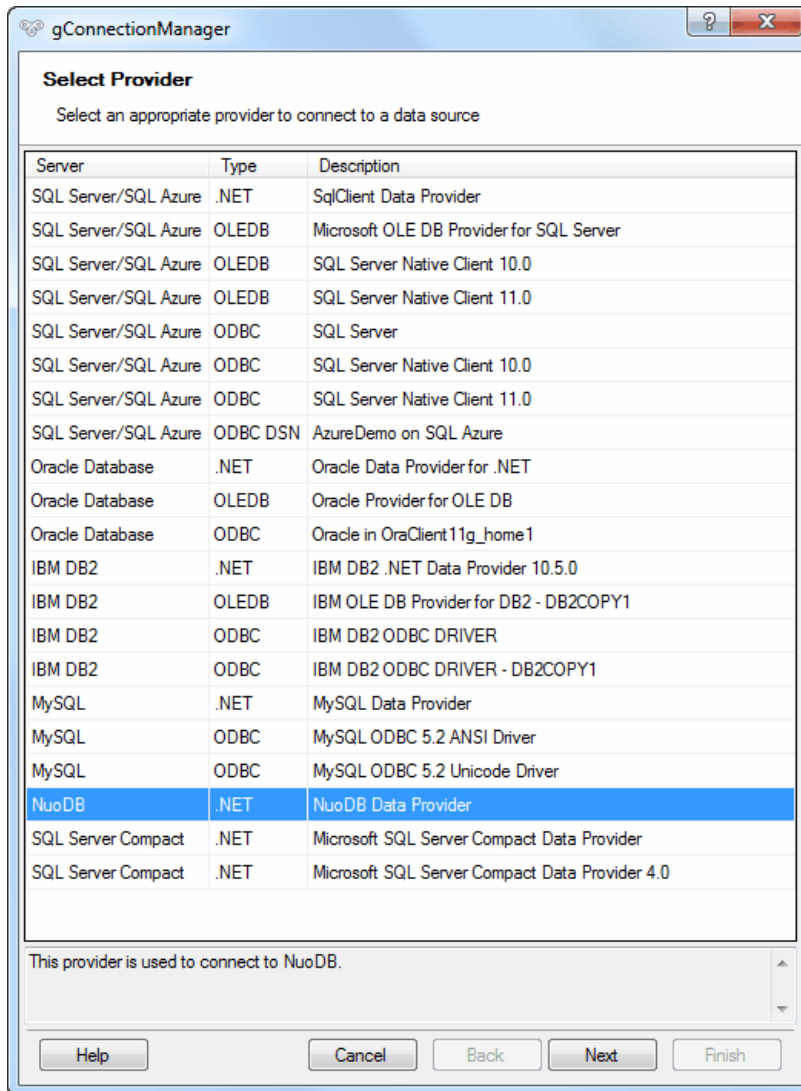 gConnectionManager
Select Provider
Select an appropriate provider to connect to a data source
Server Type Description
SQL Server/SQL Azure .NET SqlClient Data Provider
SQL Server/SQL Azure OLEDB Microsoft OLE DB Provider for SQL Server
SQL Server/SQL Azure OLEDB SQL Server Native Client 10.0
SQL Server/SQL Azure OLEDB SQL Server Native Client 11.0
SQL Server/SQL Azure ODBC SQL Server
SQL Server/SQL Azure ODBC SQL Server Native Client 10.0
SQL Server/SQL Azure ODBC SQL Server Native Client 11.0
SQL Server/SQL Azure ODBC DSN AzureDemo on SQL Azure
Oracle Database .NET Oracle Data Provider for .NET
Oracle Database OLEDB Oracle Provider for OLE DB
Oracle Database ODBC Oracle in OraClient11g_home1
IBM DB2 .NET IBM DB2 .NET Data Provider 10.5.0
IBM DB2 OLEDB IBM OLE DB Provider for DB2 - DB2COPY1
IBM DB2 ODBC IBM DB2 ODBC DRIVER
IBM DB2 ODBC IBM DB2 ODBC DRIVER - DB2COPY1
MySQL .NET MySQL Data Provider
MySQL ODBC MySQL ODBC 5.2 ANSI Driver
MySQL ODBC MySQL ODBC 5.2 Unicode Driver
NuoDB .NET NuoDB Data Provider
SQL Server Compact .NET Microsoft SQL Server Compact Data Provider
SQL Server Compact .NET Microsoft SQL Server Compact Data Provider 4.0
This provider is used to connect to NuoDB.
Help Cancel Back Next Finish